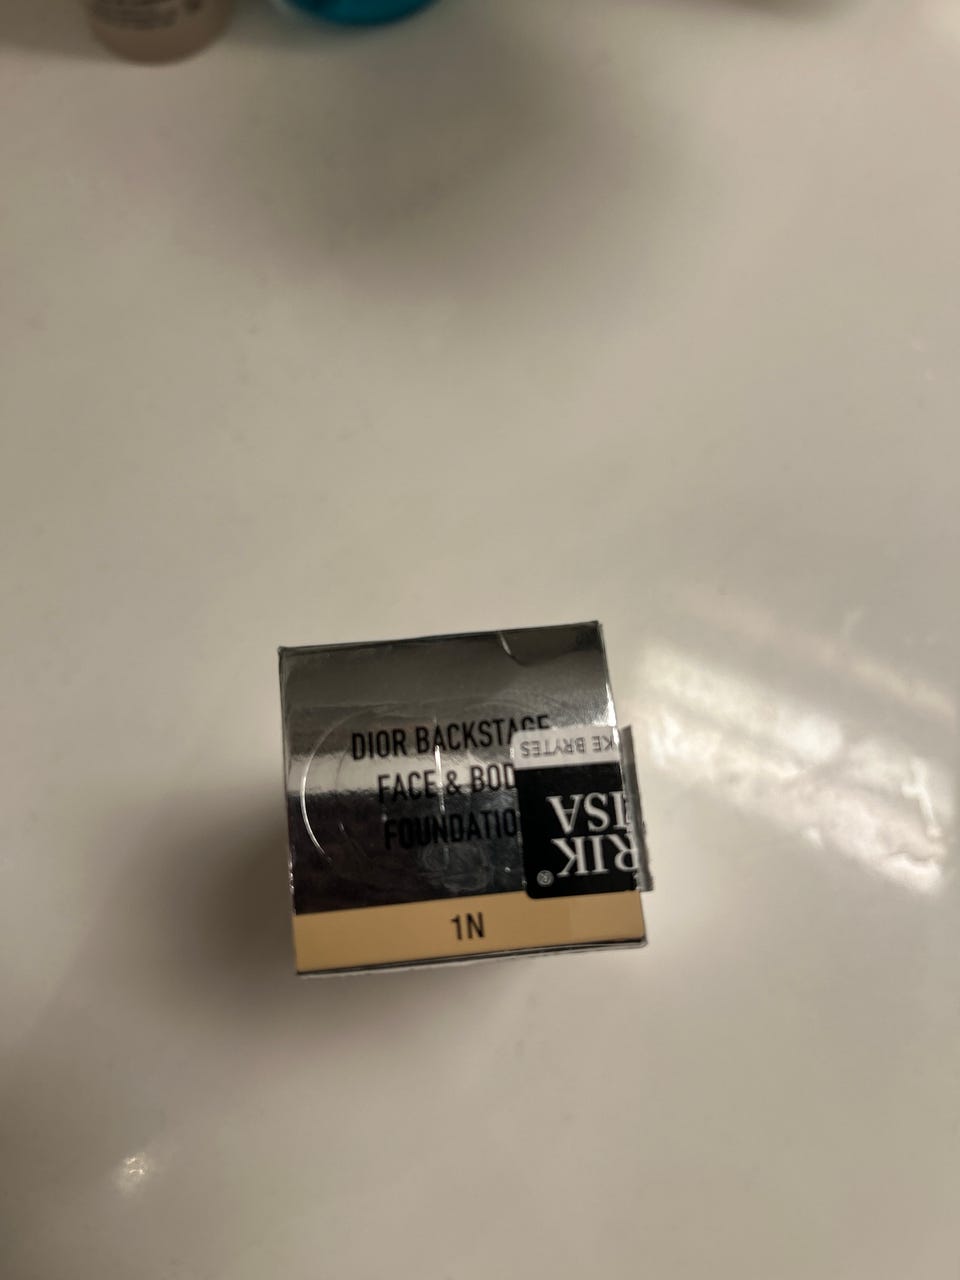 DIOR BACKSTAGE
FACE & BOD
FOUNDATIO
1N
KE BRYTES
ISA
RIK
®